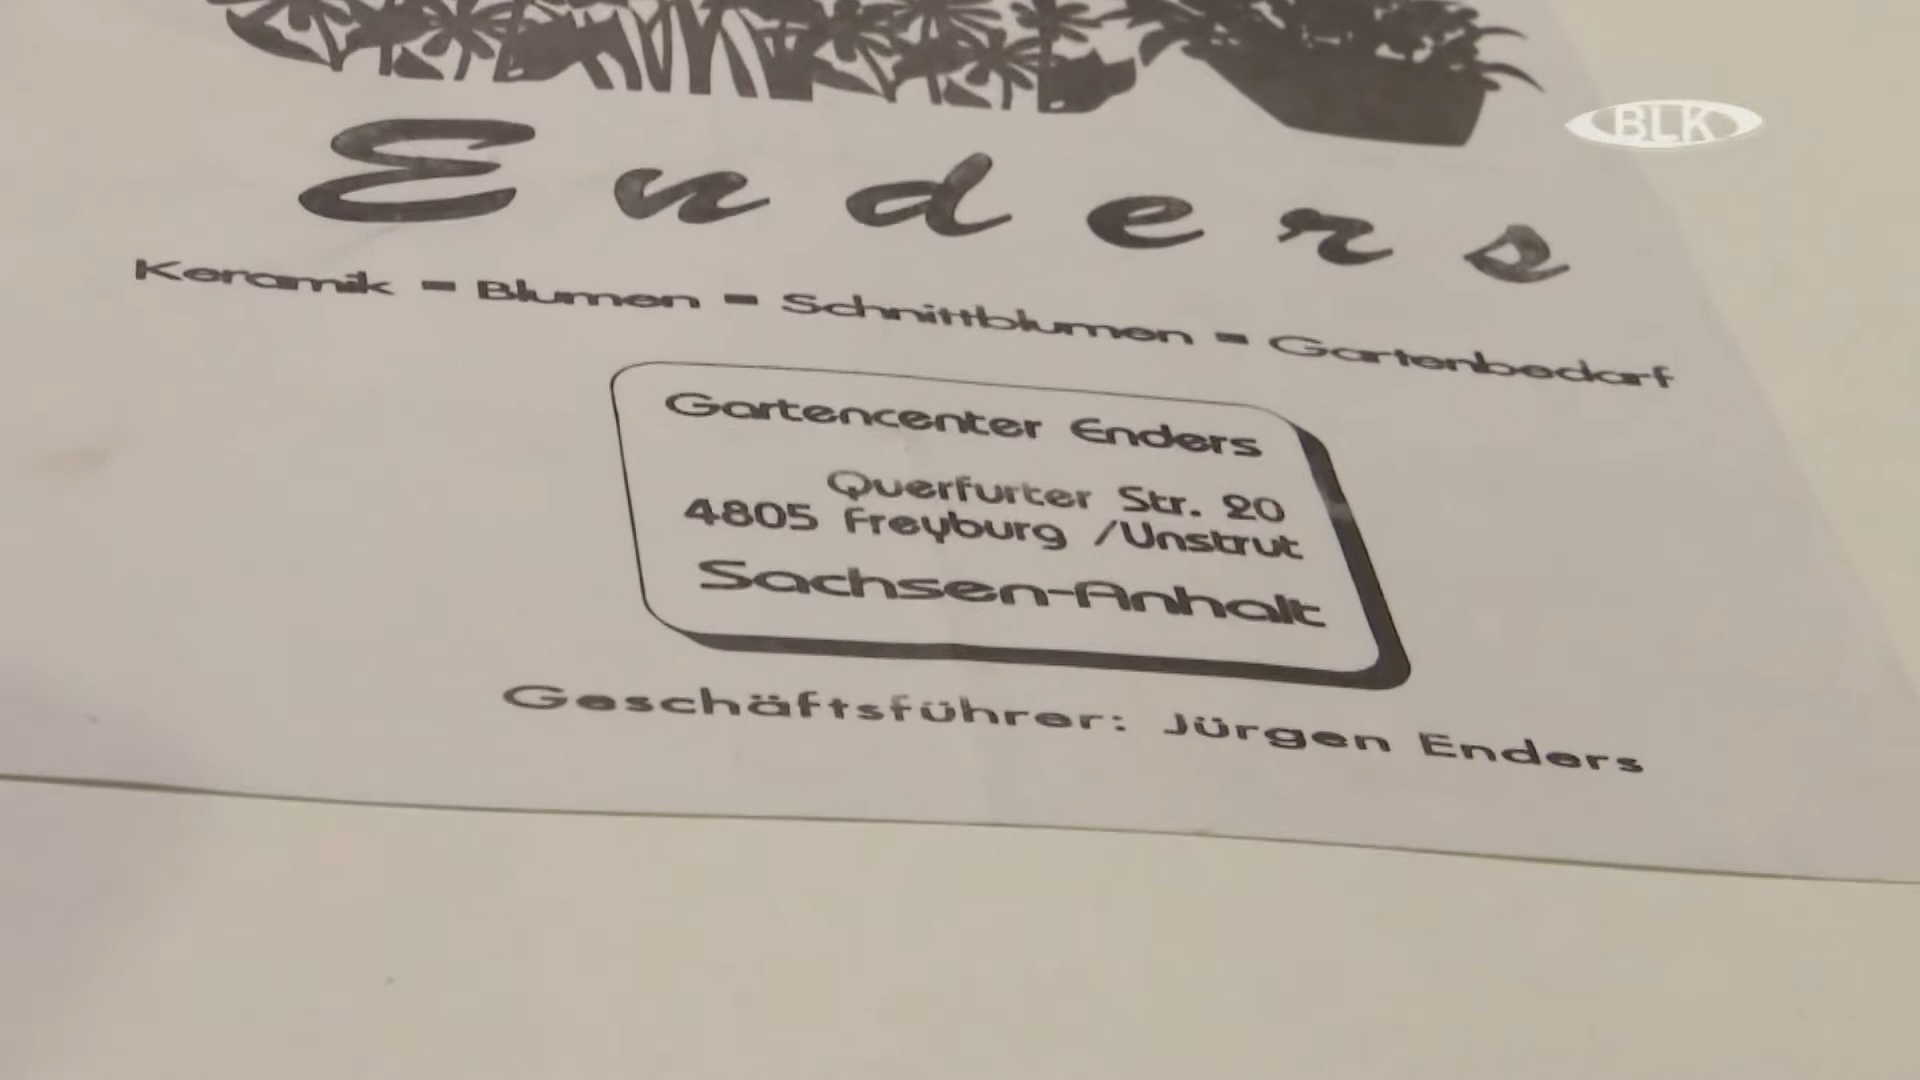 BLK
Enders
Keramik - Blumen - Schnittblumen - Gartenbedarf
Gartencenter Enders
Querfurter Str. 20
4805 Freyburg /Unstrut
Sachsen-Anhalt
Geschäftsführer: Jürgen Enders